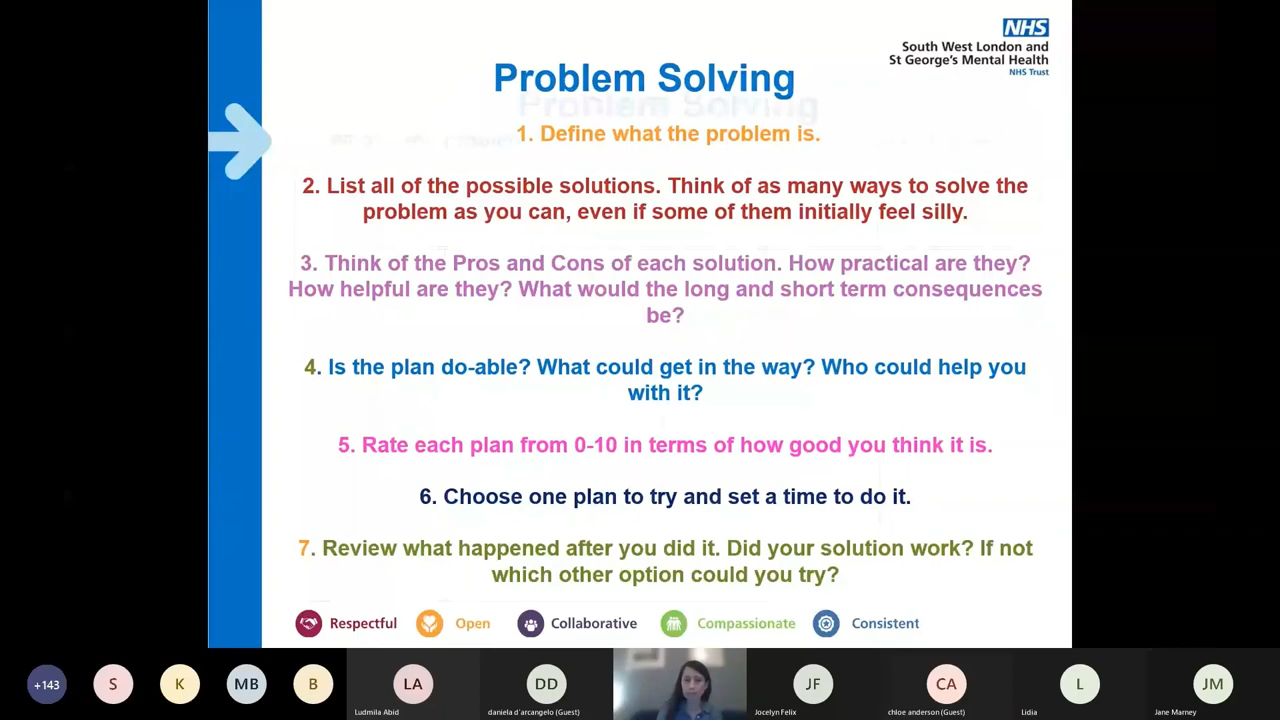 NHS
South West London and
St George's Mental Health
NHS Trust
Problem Solving
1. Define what the problem is.
2. List all of the possible solutions. Think of as many ways to solve the
problem as you can, even if some of them initially feel silly.
3. Think of the Pros and Cons of each solution. How practical are they?
How helpful are they? What would the long and short term consequences
be?
4. Is the plan do-able? What could get in the way? Who could help you
with it?
5. Rate each plan from 0-10 in terms of how good you think it is.
6. Choose one plan to try and set a time to do it.
7. Review what happened after you did it. Did your solution work? If not
which other option could you try?
Respectful Open Collaborative Compassionate Consistent
+143 S K MB B LA DD JF CA L JM
Ludmila Abid daniela d'arcangelo (Guest) Jocelyn Felix chloe anderson (Guest) Lidia Jane Marney